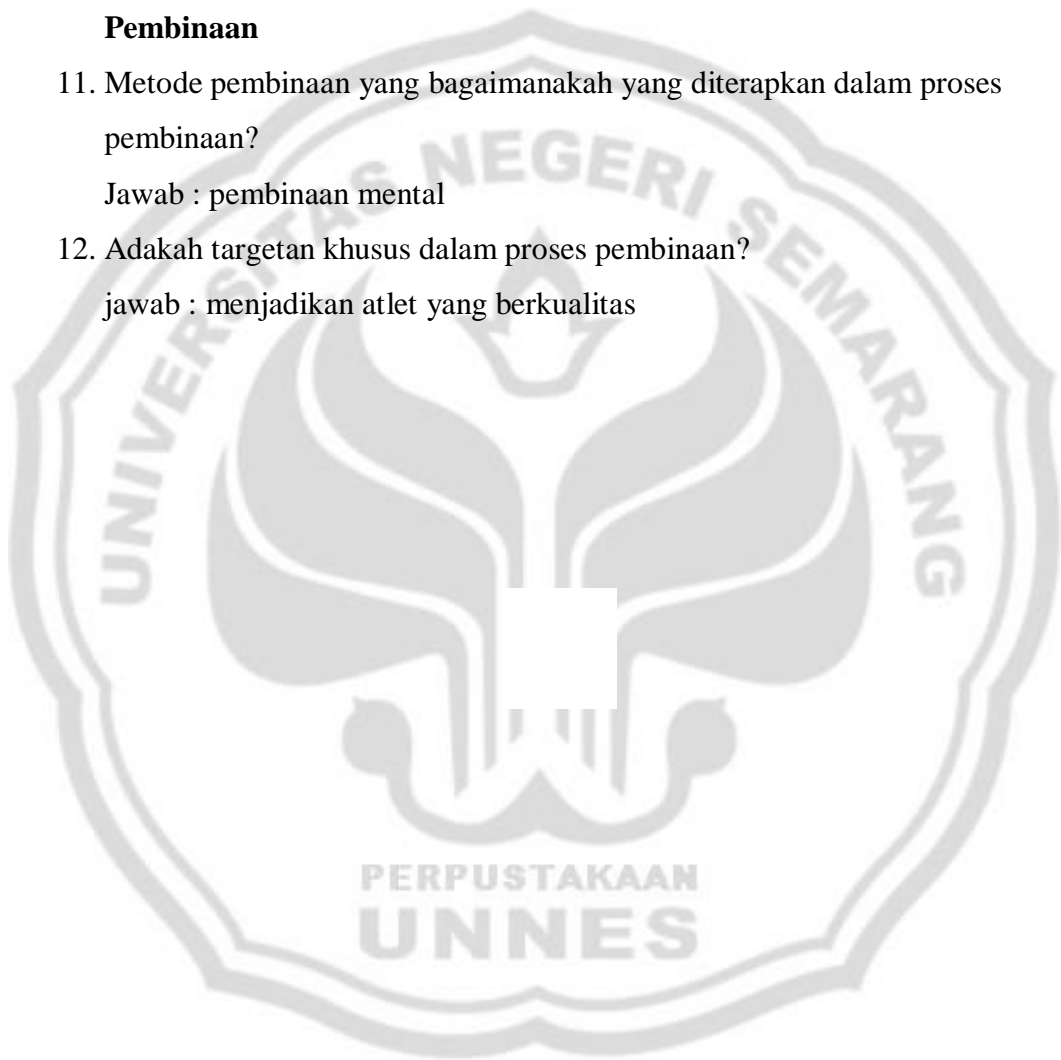 Pembinaan
11. Metode pembinaan yang bagaimanakah yang diterapkan dalam proses
pembinaan?
Jawab : pembinaan mental
12. Adakah targetan khusus dalam proses pembinaan?
jawab : menjadikan atlet yang berkualitas
UNIVERSITAS NEGERI SEMARANG
PERPUSTAKAAN
UNNES